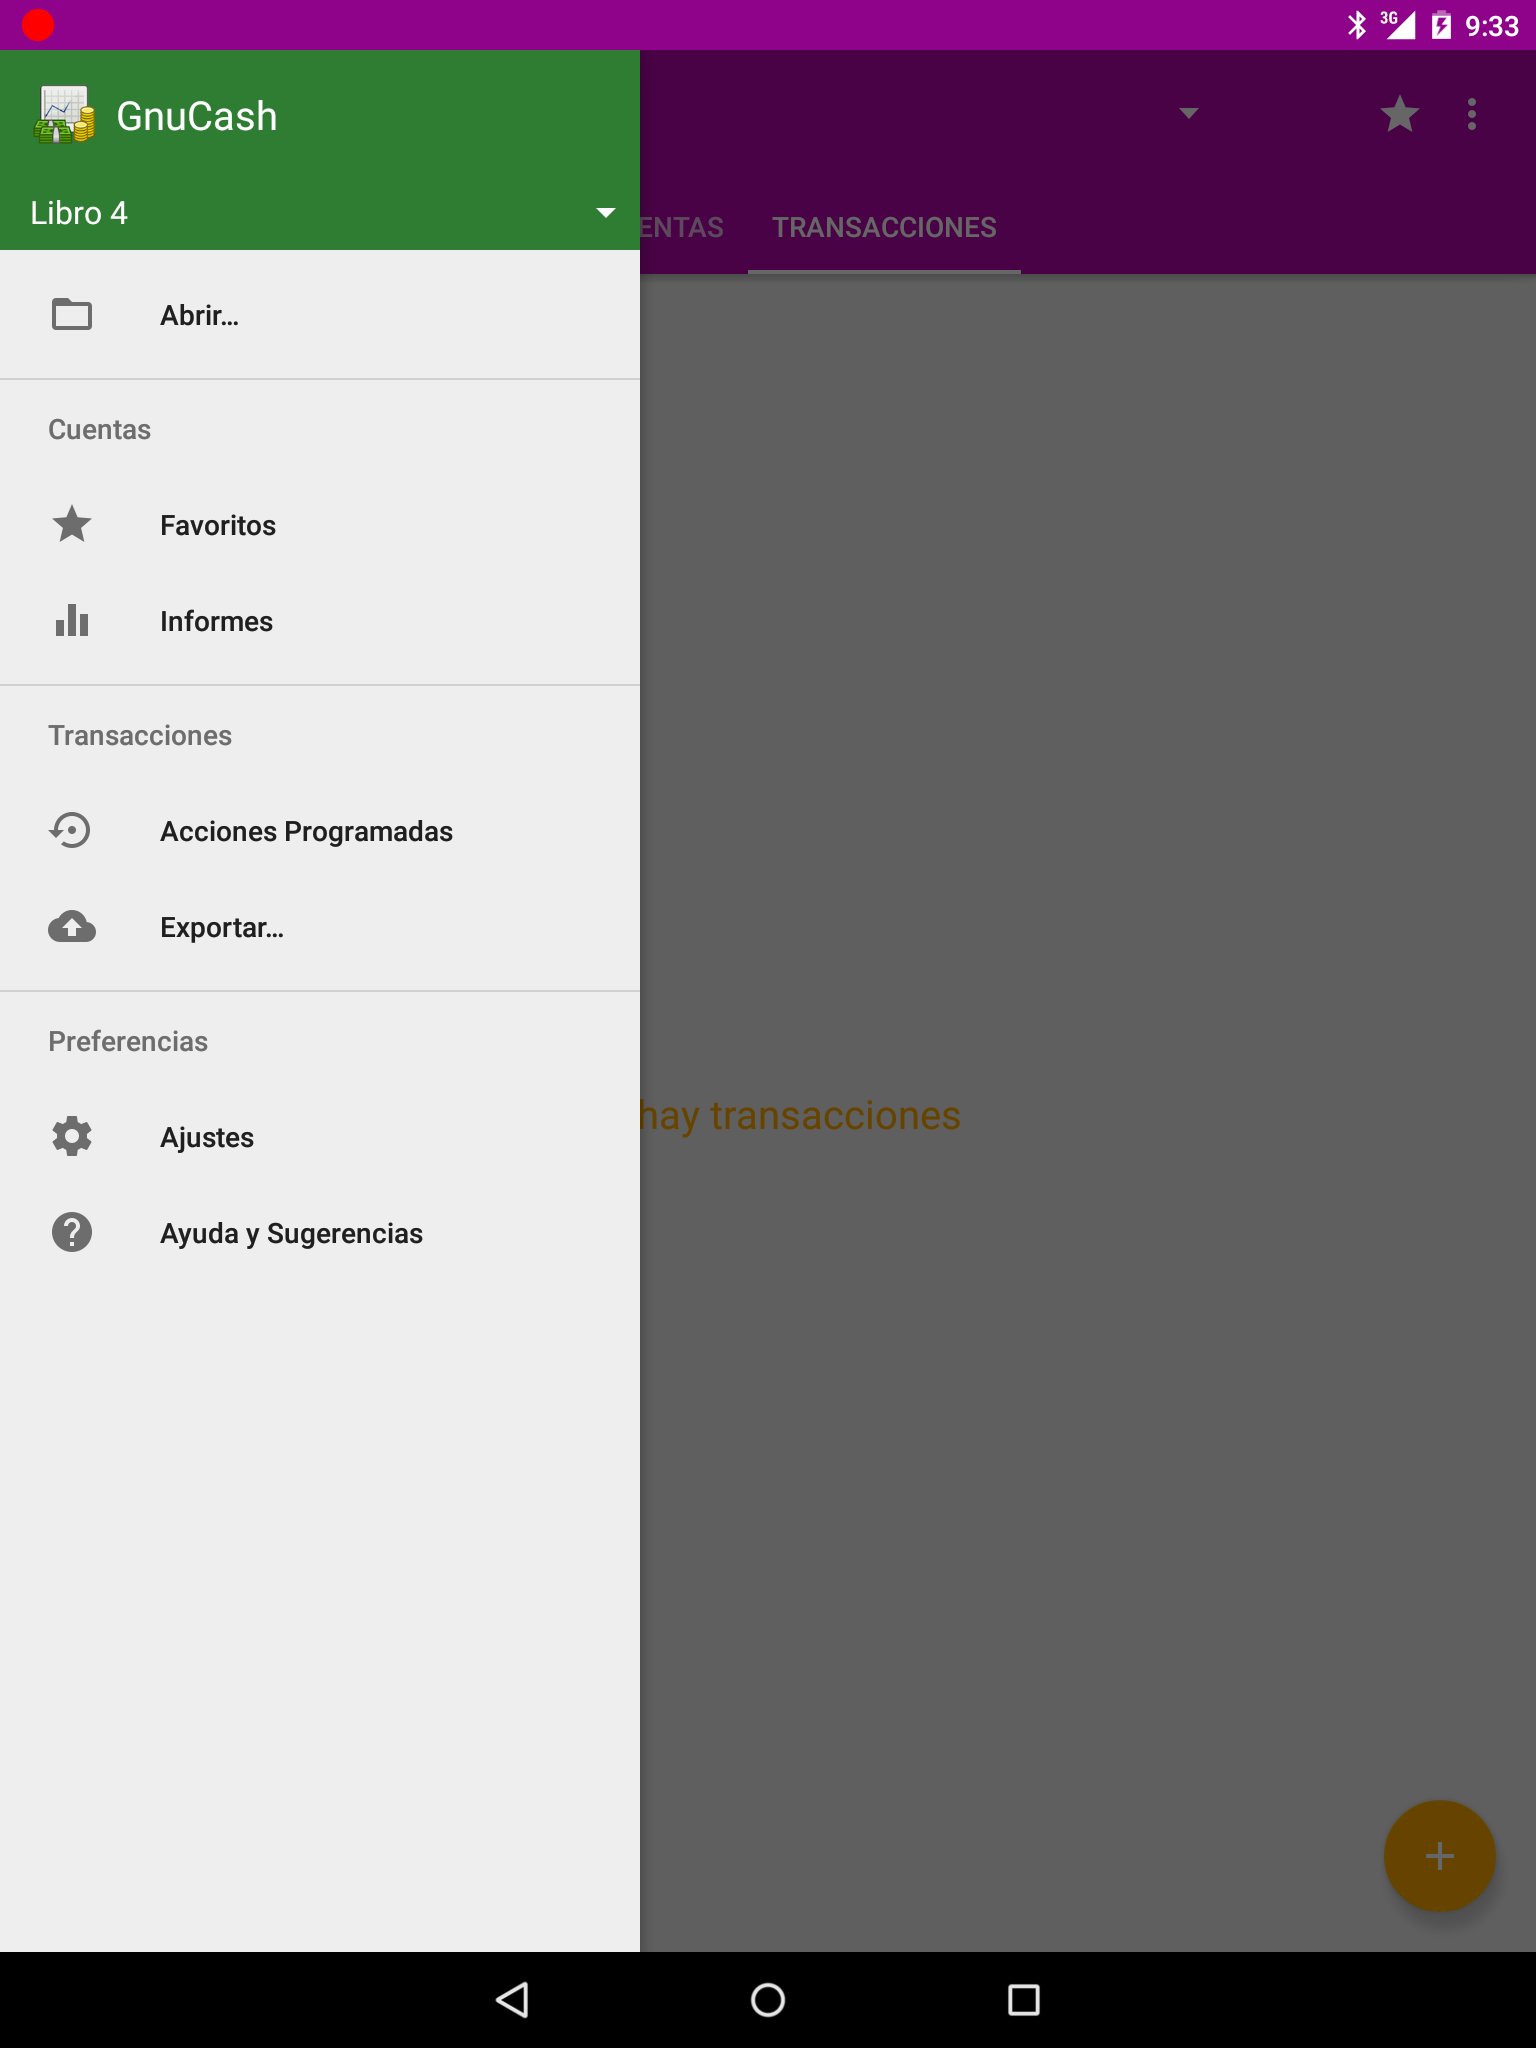 3G 9:33
GnuCash
Libro 4
ENTAS TRANSACCIONES
Abrir...
Cuentas
Favoritos
Informes
Transacciones
Acciones Programadas
Exportar...
hay transacciones
Preferencias
Ajustes
Ayuda y Sugerencias